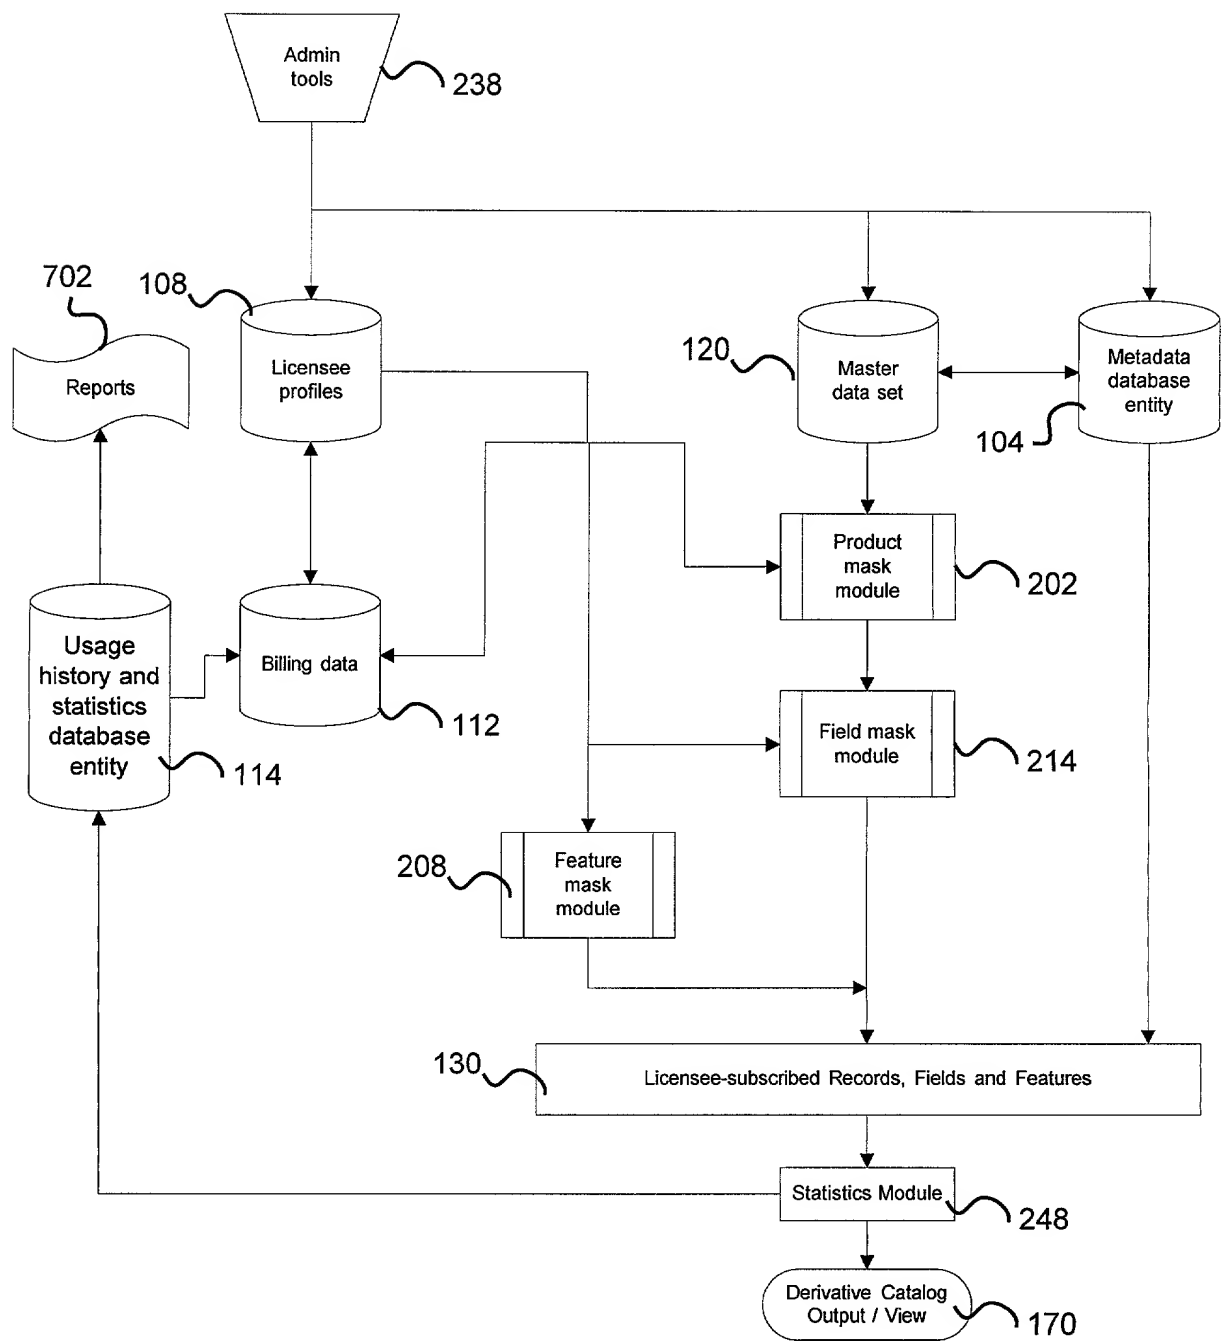 Admin
tools
238
702
108
Reports
Licensee
profiles
120
Master
data set
Metadata
database
entity
104
Product
mask
module
202
Usage
history and
statistics
database
entity
114
Billing data
112
Field mask
module
214
208
Feature
mask
module
130
Licensee-subscribed Records, Fields and Features
Statistics Module
248
Derivative Catalog
Output / View
170